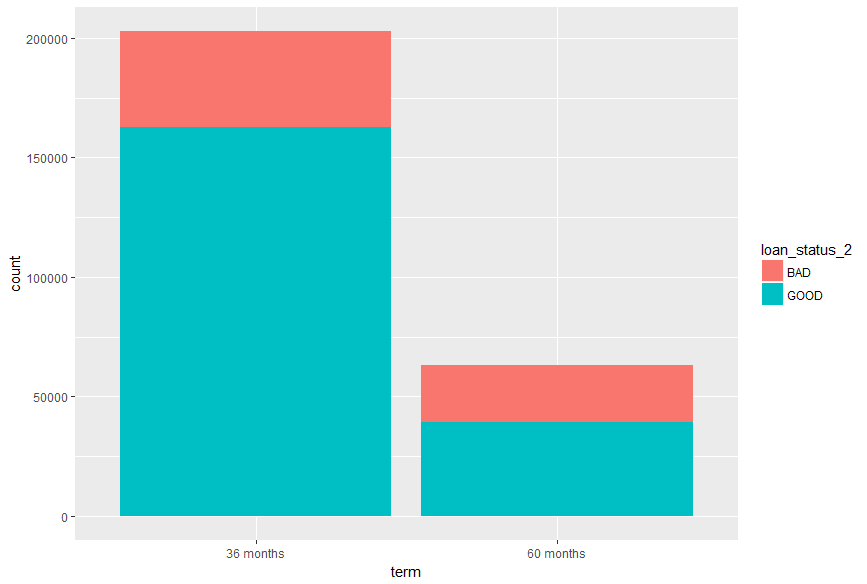 200000
150000
100000
50000
0
count
36 months
60 months
term
loan_status_2
BAD
GOOD